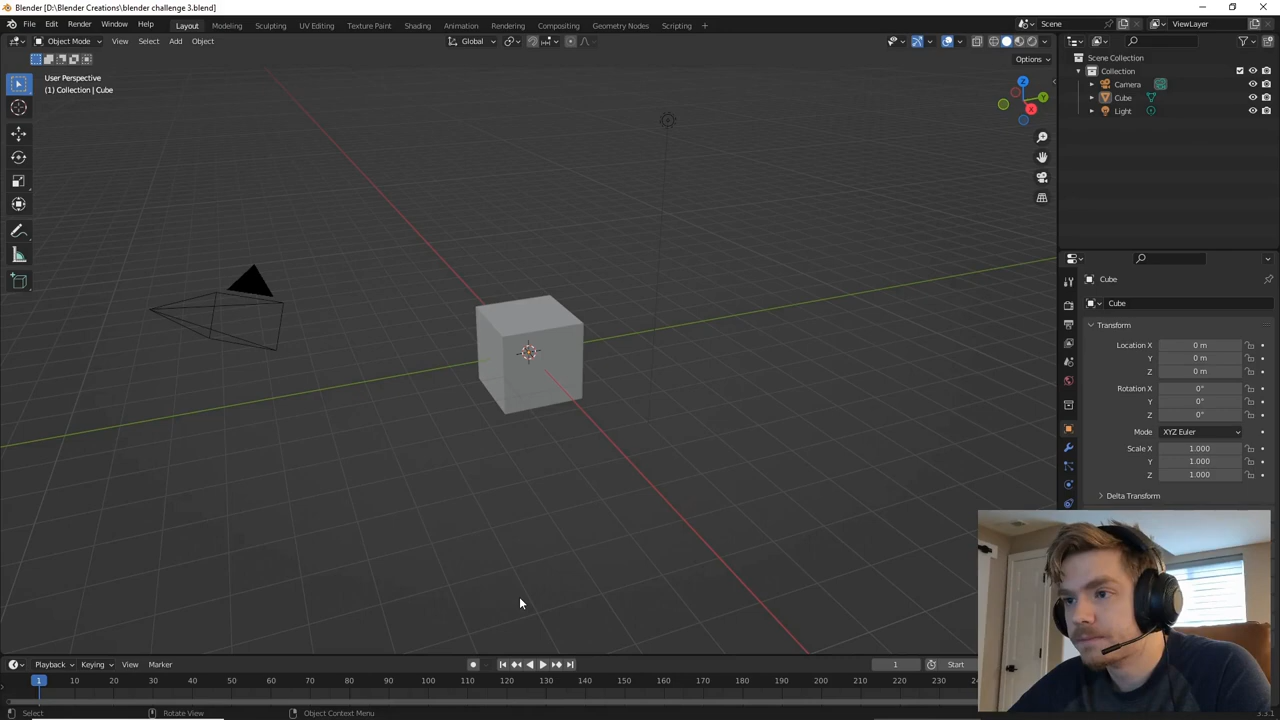 Blender [D:\Blender Creations\blender challenge 3.blend]
File Edit Render Window Help Layout Modeling Sculpting UV Editing Texture Paint Shading Animation Rendering Compositing Geometry Nodes Scripting + Scene ViewLayer
Object Mode View Select Add Object Global
Options
User Perspective
(1) Collection | Cube
Z
Y
X
Scene Collection
Collection
Camera
Cube
Light
Cube
Cube
Transform
Location X 0 m
Y 0 m
Z 0 m
Rotation X 0°
Y 0°
Z 0°
Mode XYZ Euler
Scale X 1.000
Y 1.000
Z 1.000
Delta Transform
Playback Keying View Marker 1 Start
1 10 20 30 40 50 60 70 80 90 100 110 120 130 140 150 160 170 180 190 200 210 220 230 240
Select Rotate View Object Context Menu